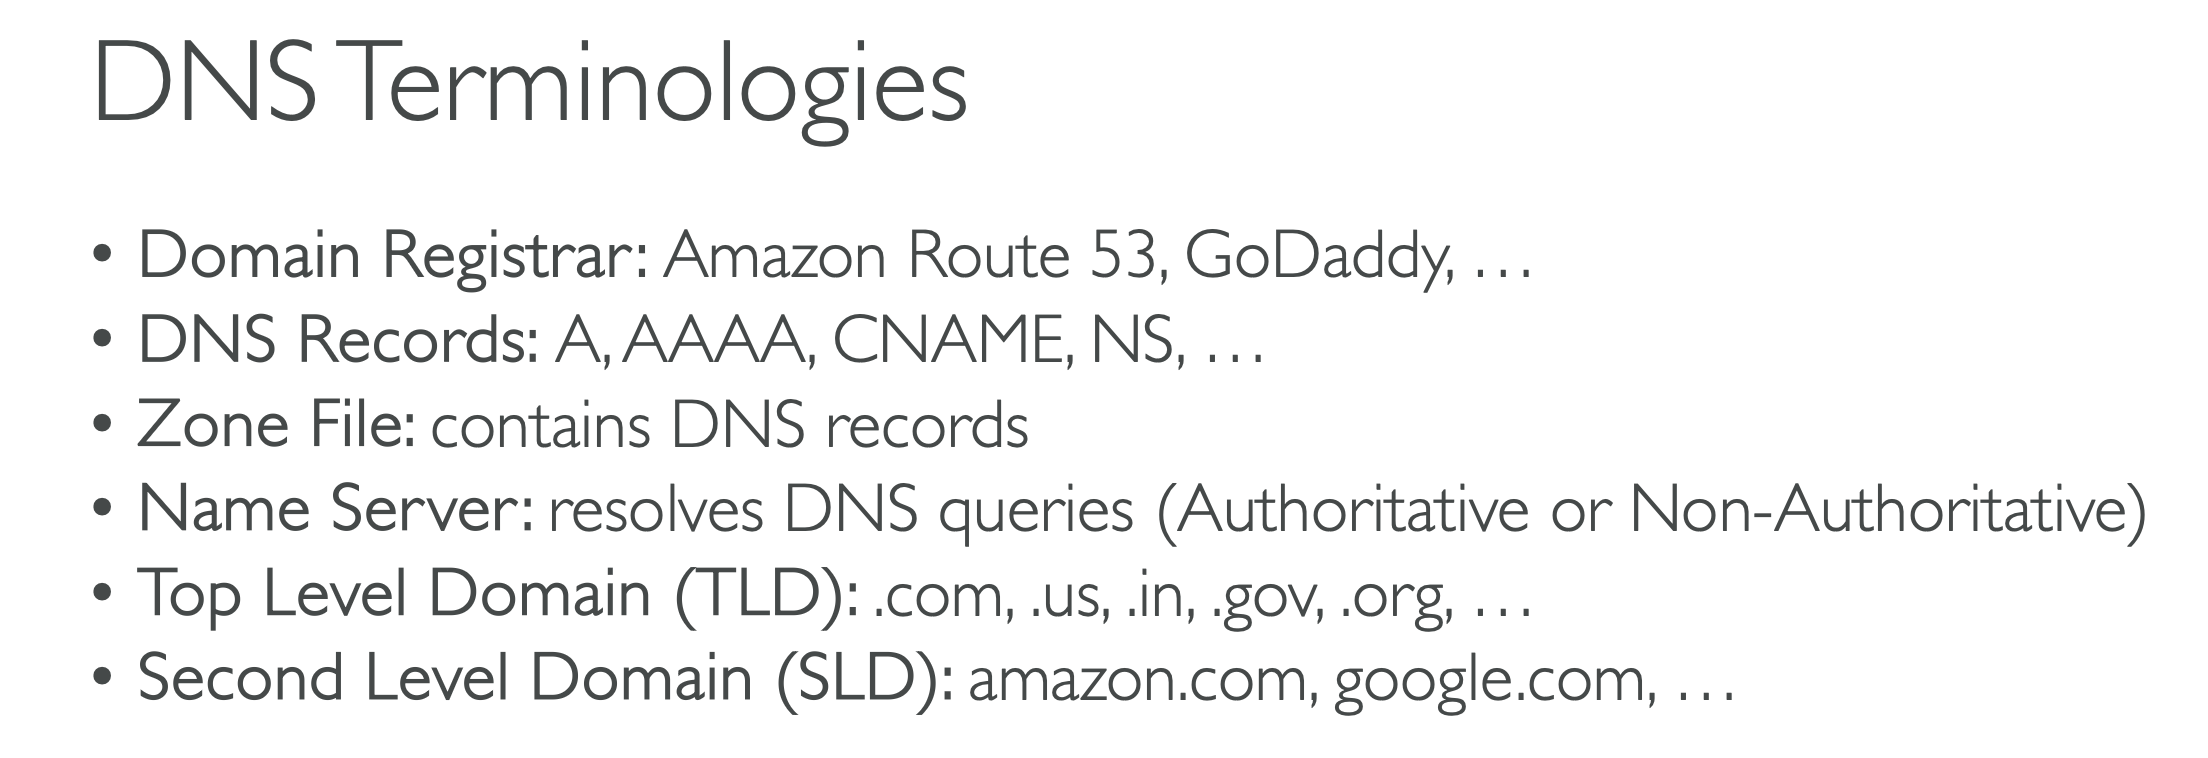 DNS Terminologies
• Domain Registrar: Amazon Route 53, GoDaddy, …
• DNS Records: A, AAAA, CNAME, NS, …
• Zone File: contains DNS records
• Name Server: resolves DNS queries (Authoritative or Non-Authoritative)
• Top Level Domain (TLD): .com, .us, .in, .gov, .org, …
• Second Level Domain (SLD): amazon.com, google.com, …